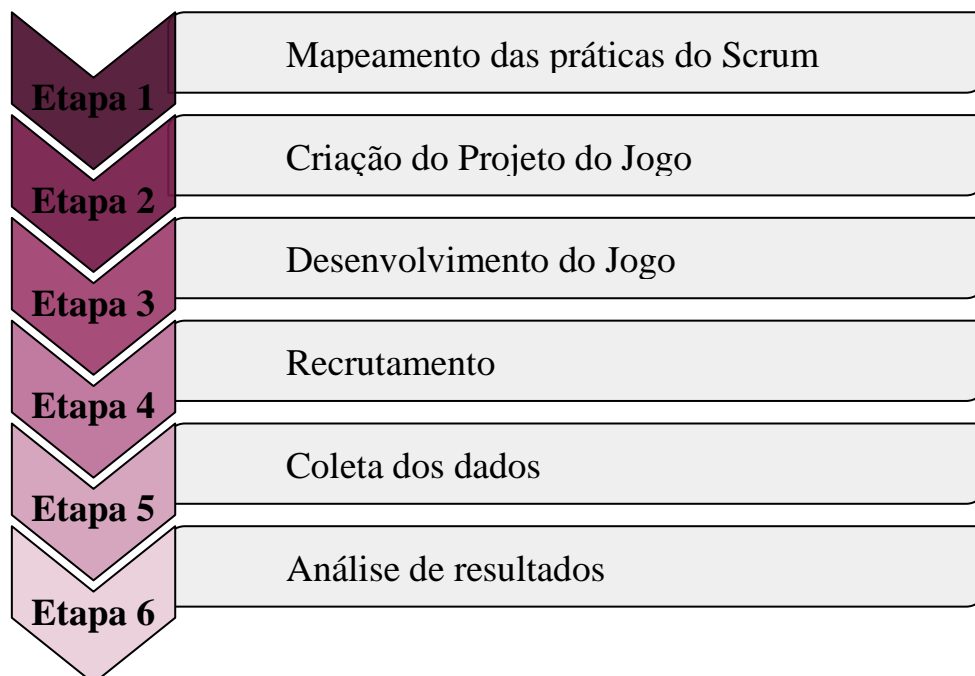 Etapa 1
Mapeamento das práticas do Scrum
Etapa 2
Criação do Projeto do Jogo
Etapa 3
Desenvolvimento do Jogo
Etapa 4
Recrutamento
Etapa 5
Coleta dos dados
Etapa 6
Análise de resultados